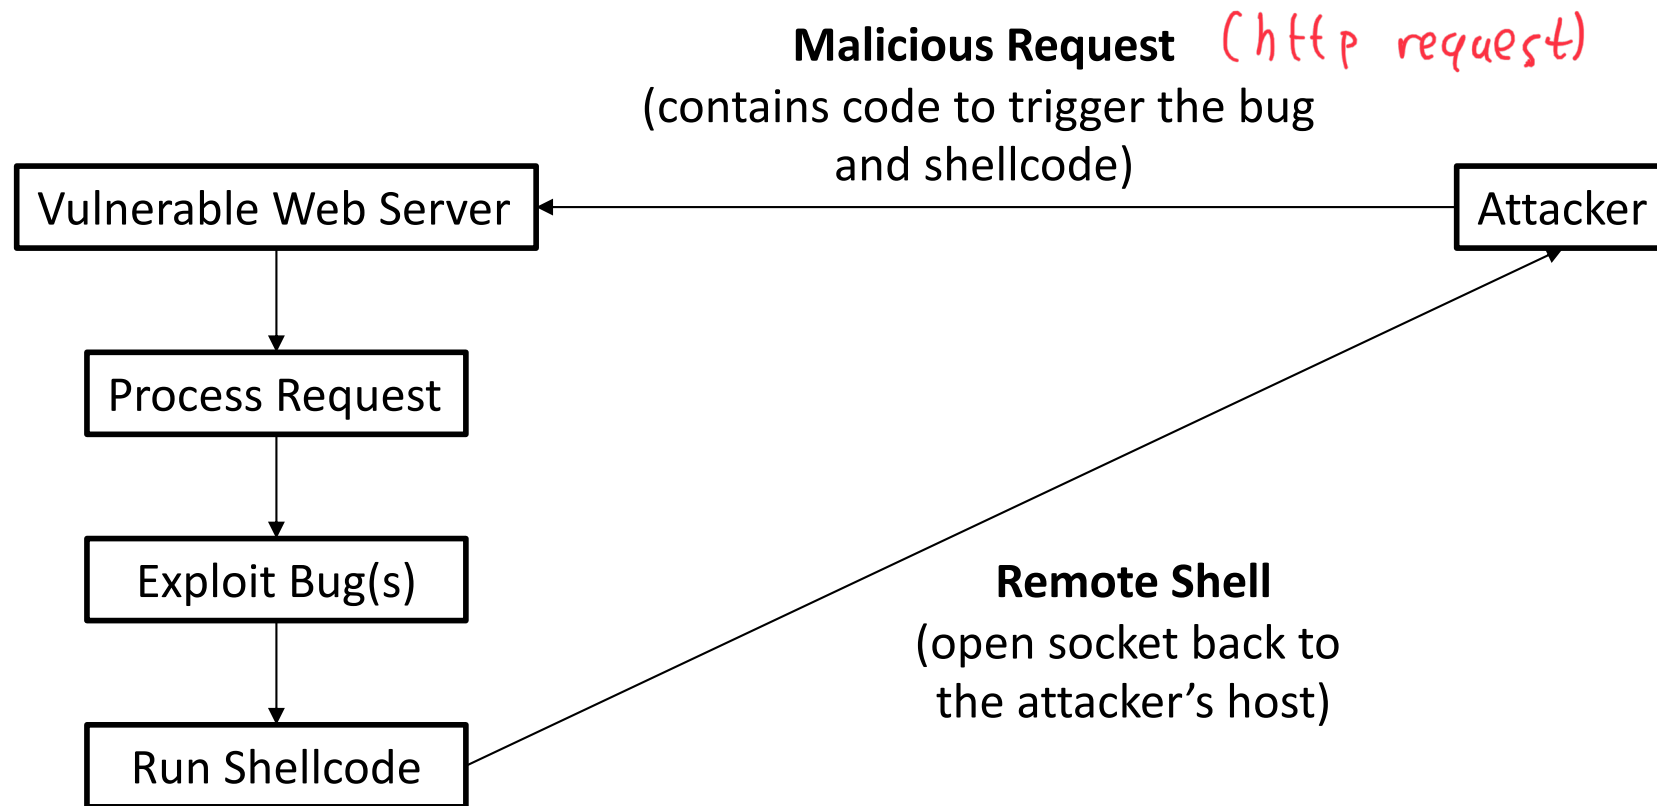 Malicious Request (http request)
(contains code to trigger the bug
and shellcode)
Vulnerable Web Server
Attacker
Process Request
Exploit Bug(s)
Remote Shell
(open socket back to
the attacker’s host)
Run Shellcode